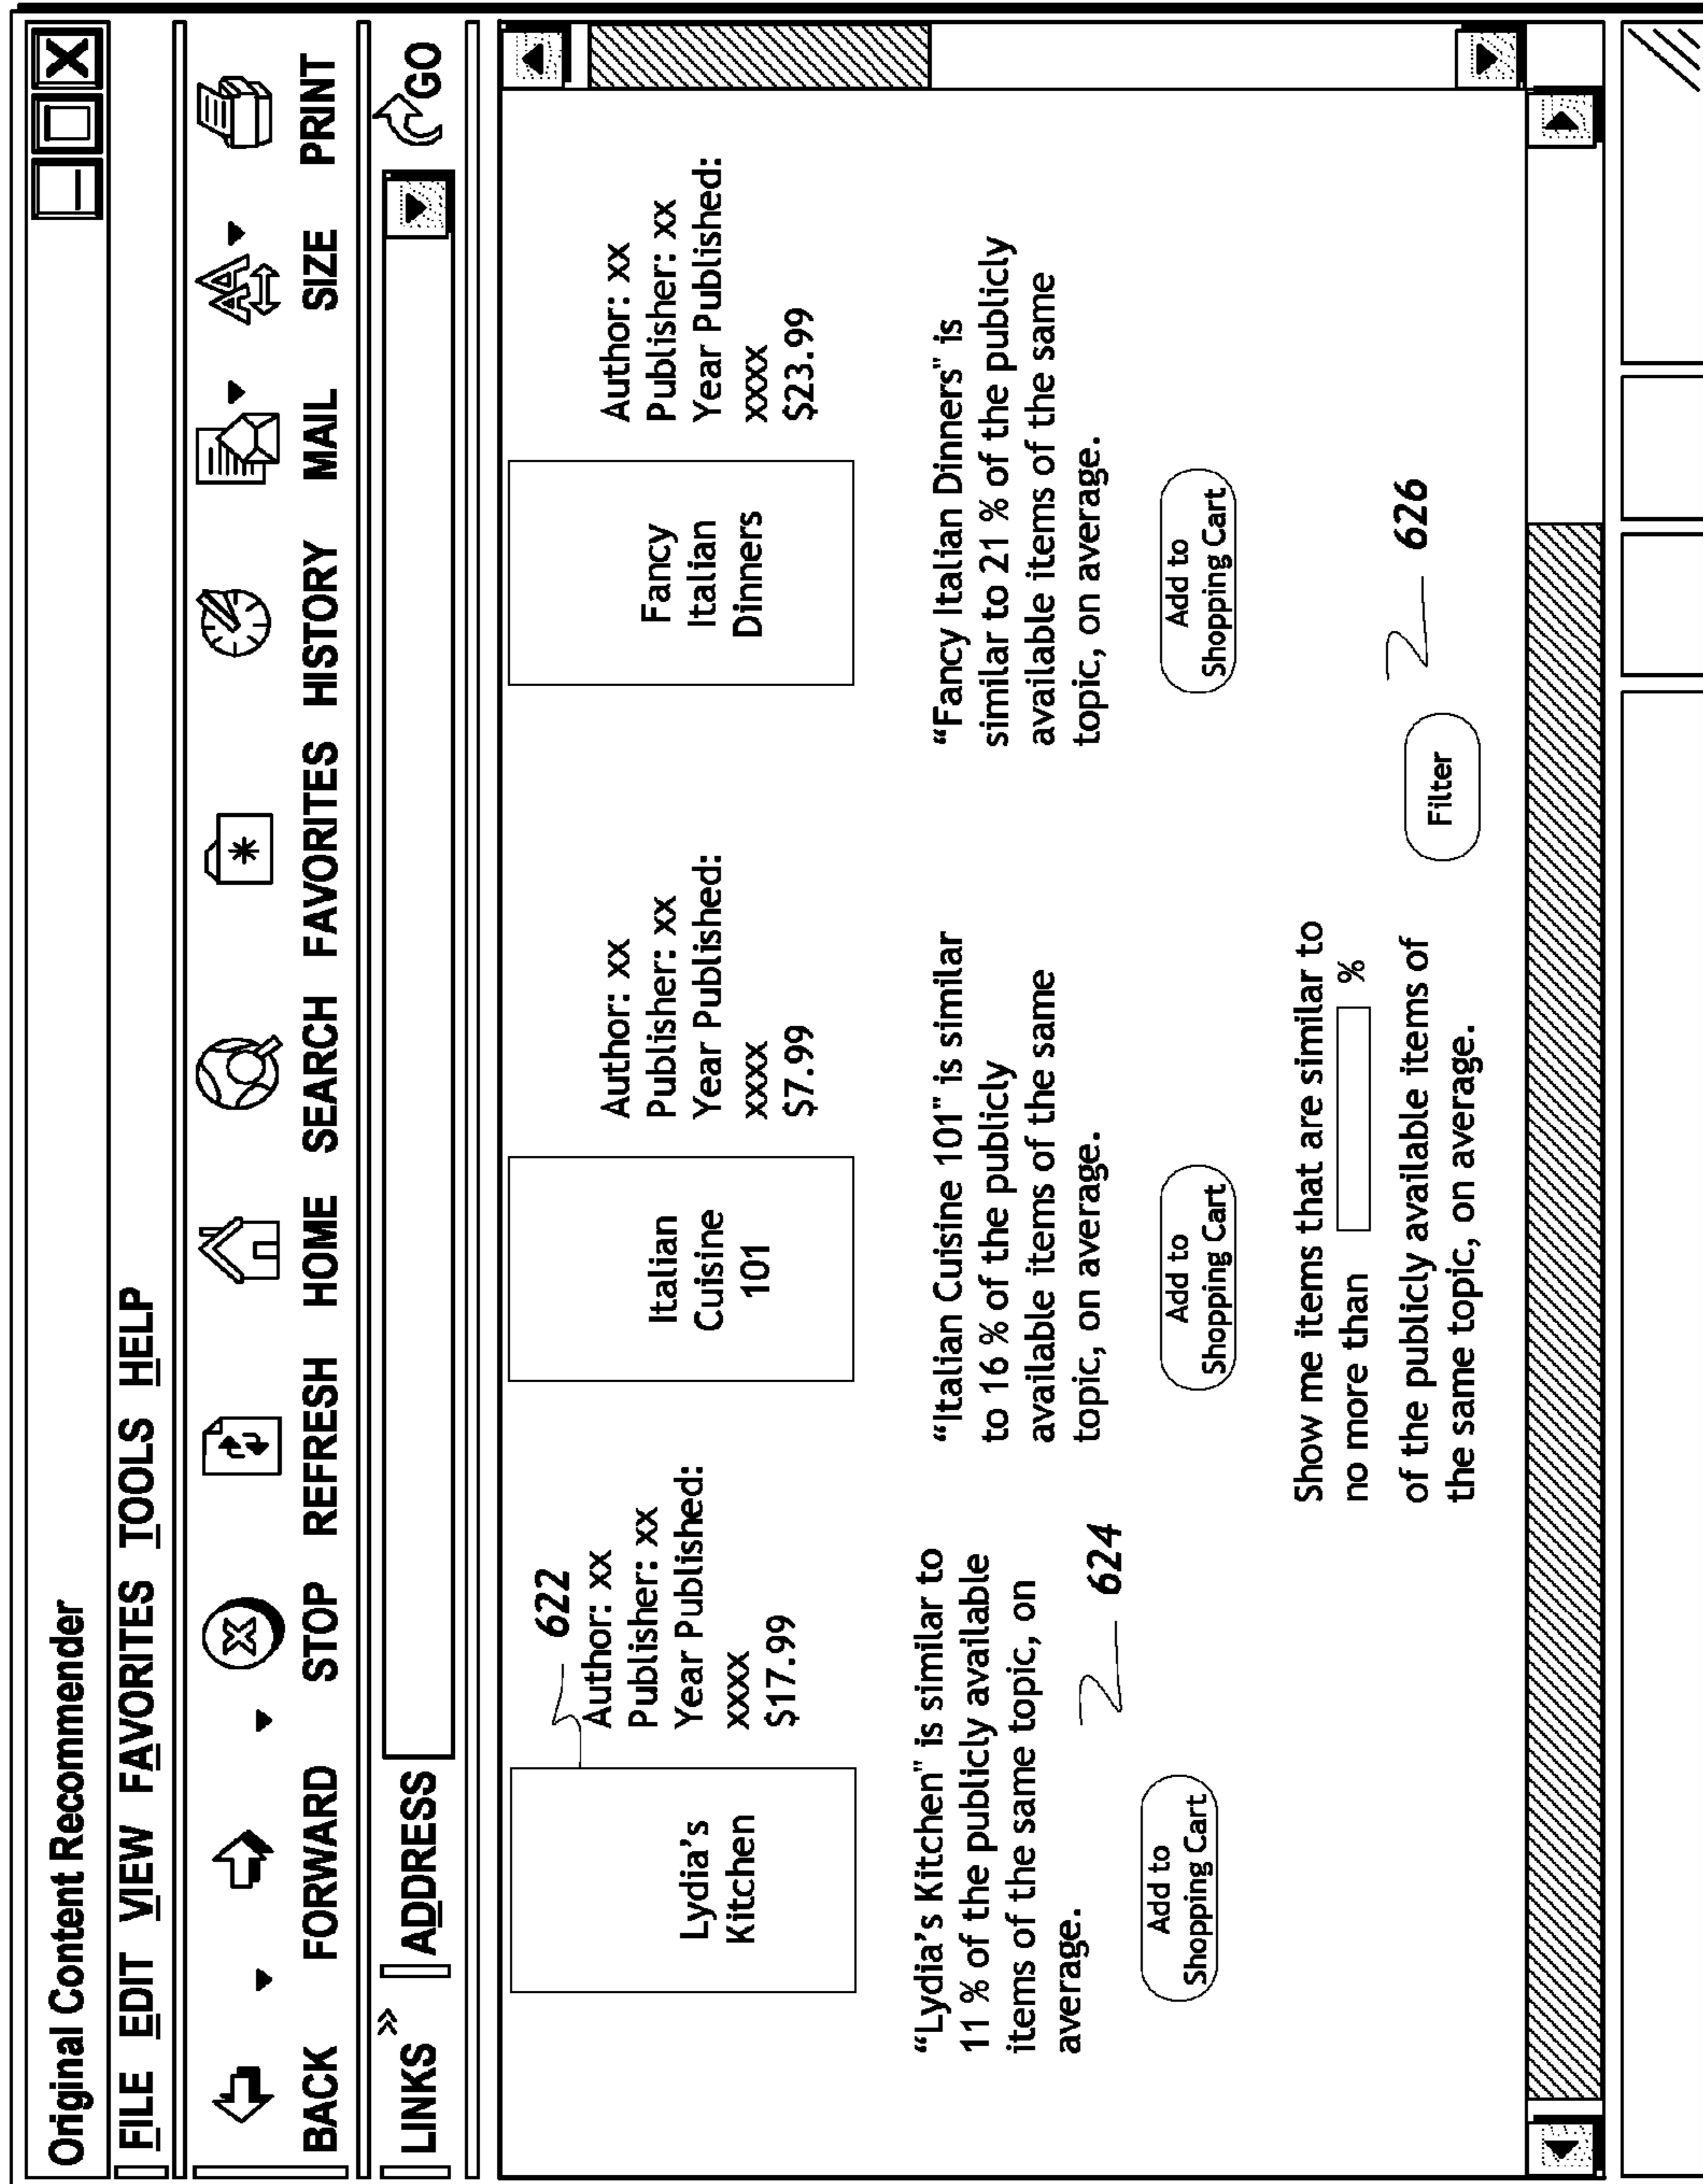 Original Content Recommender
FILE EDIT VIEW FAVORITES TOOLS HELP
BACK FORWARD STOP REFRESH HOME SEARCH FAVORITES HISTORY MAIL SIZE PRINT
LINKS » ADDRESS GO
Lydia's
Kitchen
622
Author: xx
Publisher: xx
Year Published:
xxxx
$17.99
"Lydia's Kitchen" is similar to
11 % of the publicly available
items of the same topic, on
average.
624
Add to
Shopping Cart
Italian
Cuisine
101
Author: xx
Publisher: xx
Year Published:
xxxx
$7.99
"Italian Cuisine 101" is similar
to 16 % of the publicly
available items of the same
topic, on average.
Add to
Shopping Cart
Fancy
Italian
Dinners
Author: xx
Publisher: xx
Year Published:
xxxx
$23.99
"Fancy Italian Dinners" is
similar to 21 % of the publicly
available items of the same
topic, on average.
Add to
Shopping Cart
Show me items that are similar to
no more than %
of the publicly available items of
the same topic, on average.
Filter
626